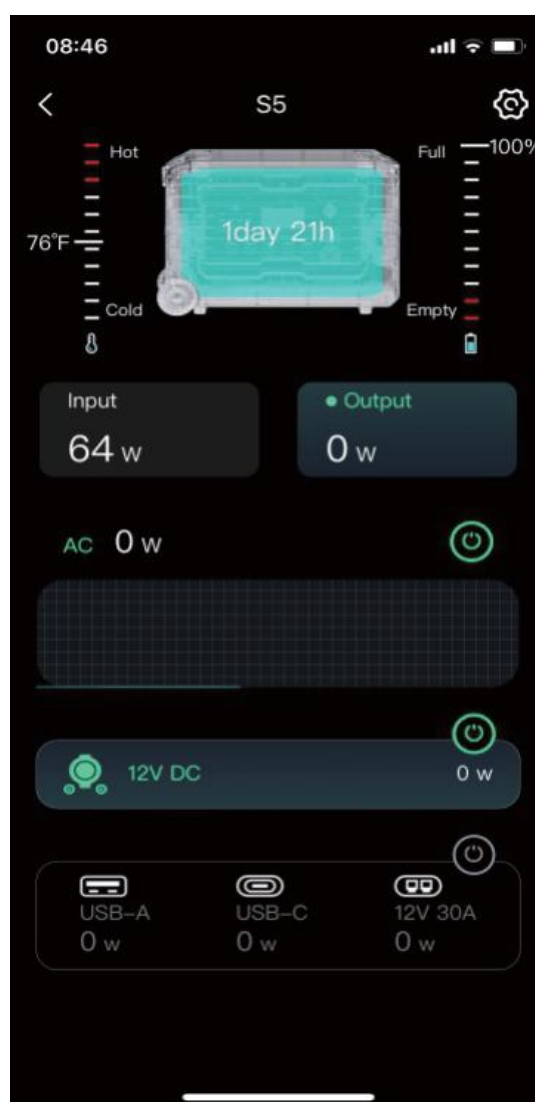 08:46
S5
Hot
Full
100%
76°F
1day 21h
Cold
Empty
Input
Output
64 w
0 w
AC 0 w
12V DC
0 w
USB-A
USB-C
12V 30A
0 w
0 w
0 w